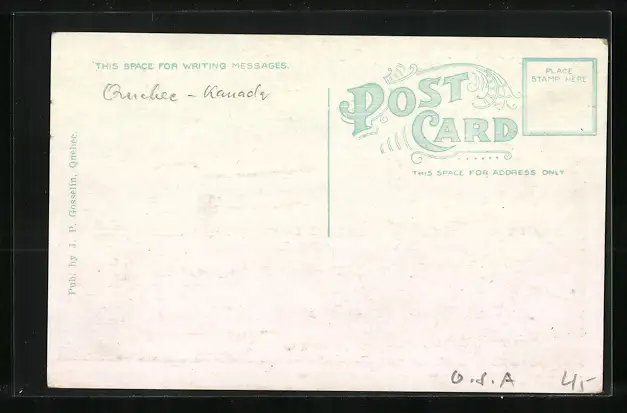 THIS SPACE FOR WRITING MESSAGES.
Quebec - Kanada
POST
CARD
PLACE
STAMP HERE
THIS SPACE FOR ADDRESS ONLY
Pub. by J. P. Gosselin, Quebec.
U.S.A 4,-